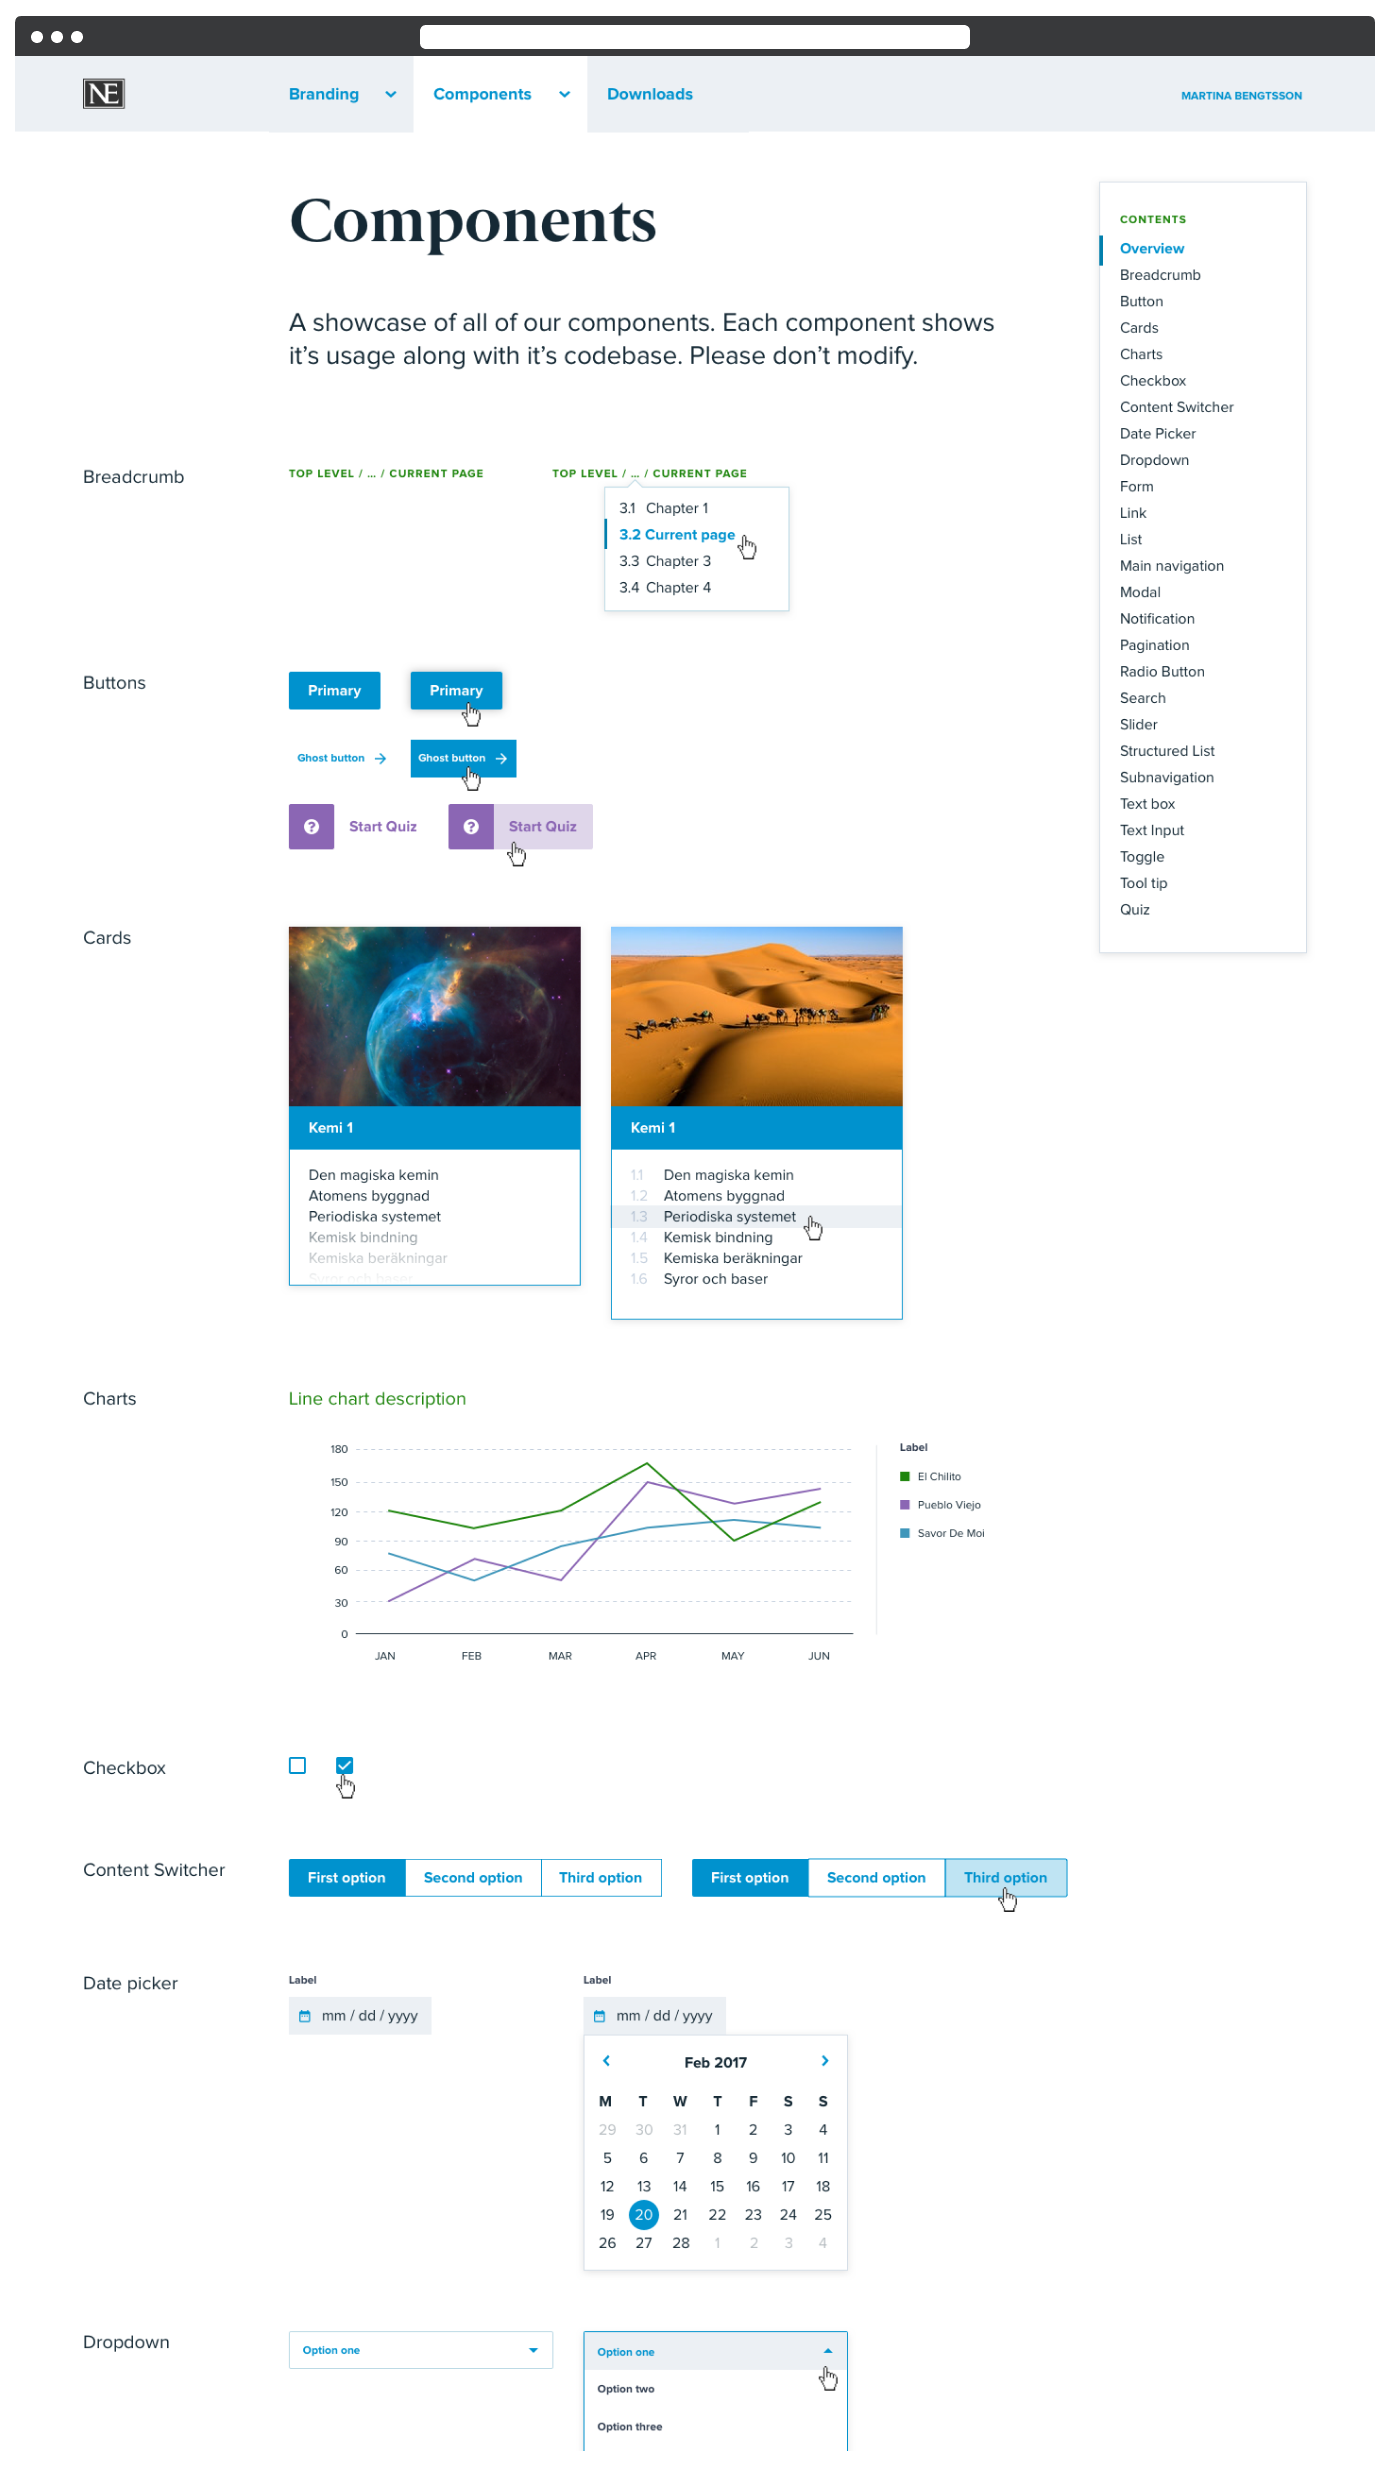 NE
Branding
Components
Downloads
MARTINA BENGTSSON
Components
A showcase of all of our components. Each component shows
it’s usage along with it’s codebase. Please don’t modify.
CONTENTS
Overview
Breadcrumb
Button
Cards
Charts
Checkbox
Content Switcher
Date Picker
Dropdown
Form
Link
List
Main navigation
Modal
Notification
Pagination
Radio Button
Search
Slider
Structured List
Subnavigation
Text box
Text Input
Toggle
Tool tip
Quiz
Breadcrumb
TOP LEVEL / ... / CURRENT PAGE
TOP LEVEL / ... / CURRENT PAGE
3.1 Chapter 1
3.2 Current page
3.3 Chapter 3
3.4 Chapter 4
Buttons
Primary
Primary
Ghost button
Ghost button
Start Quiz
Start Quiz
Cards
Kemi 1
Den magiska kemin
Atomens byggnad
Periodiska systemet
Kemisk bindning
Kemiska beräkningar
Syror och baser
Kemi 1
1.1 Den magiska kemin
1.2 Atomens byggnad
1.3 Periodiska systemet
1.4 Kemisk bindning
1.5 Kemiska beräkningar
1.6 Syror och baser
Charts
Line chart description
180
150
120
90
60
30
0
JAN FEB MAR APR MAY JUN
Label
El Chilito
Pueblo Viejo
Savor De Moi
Checkbox
Content Switcher
First option Second option Third option
First option Second option Third option
Date picker
Label
mm / dd / yyyy
Label
mm / dd / yyyy
Feb 2017
M T W T F S S
29 30 31 1 2 3 4
5 6 7 8 9 10 11
12 13 14 15 16 17 18
19 20 21 22 23 24 25
26 27 28 1 2 3 4
Dropdown
Option one
Option one
Option two
Option three